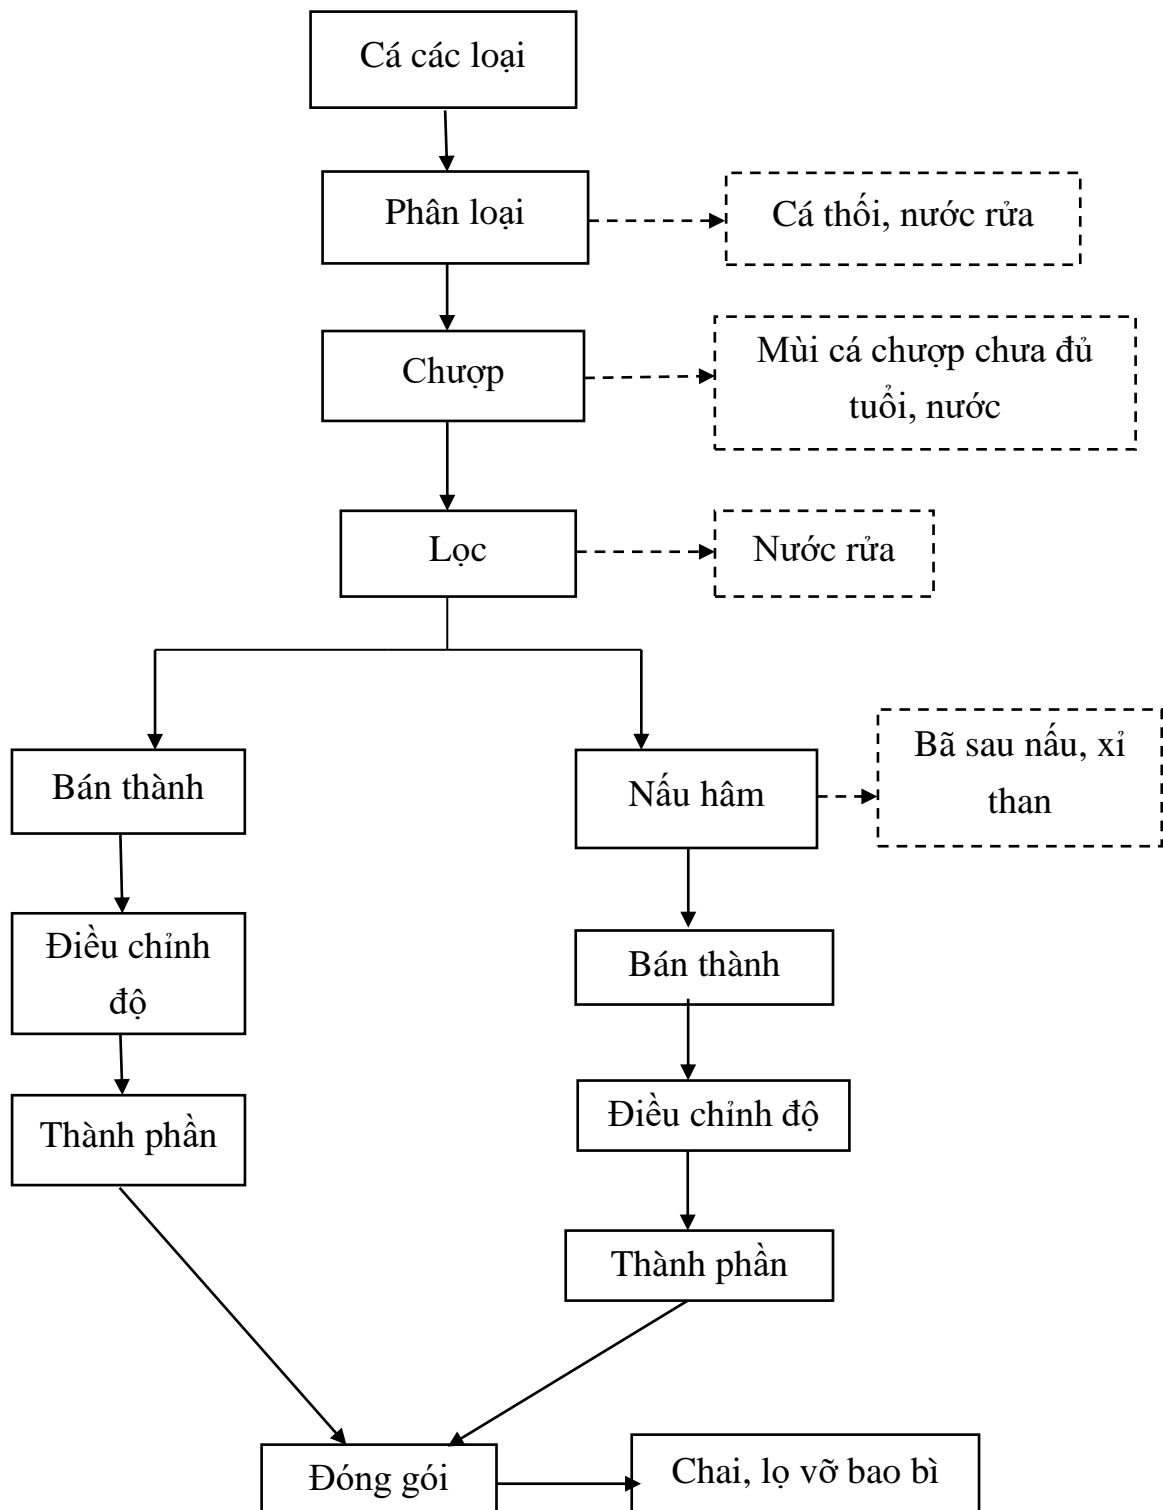 Cá các loại
Phân loại
Cá thối, nước rửa
Chượp
Mùi cá chượp chưa đủ
tuổi, nước
Lọc
Nước rửa
Bán thành
Nấu hâm
Bã sau nấu, xỉ
than
Điều chỉnh
độ
Bán thành
Thành phần
Điều chỉnh độ
Thành phần
Đóng gói
Chai, lọ vỡ bao bì